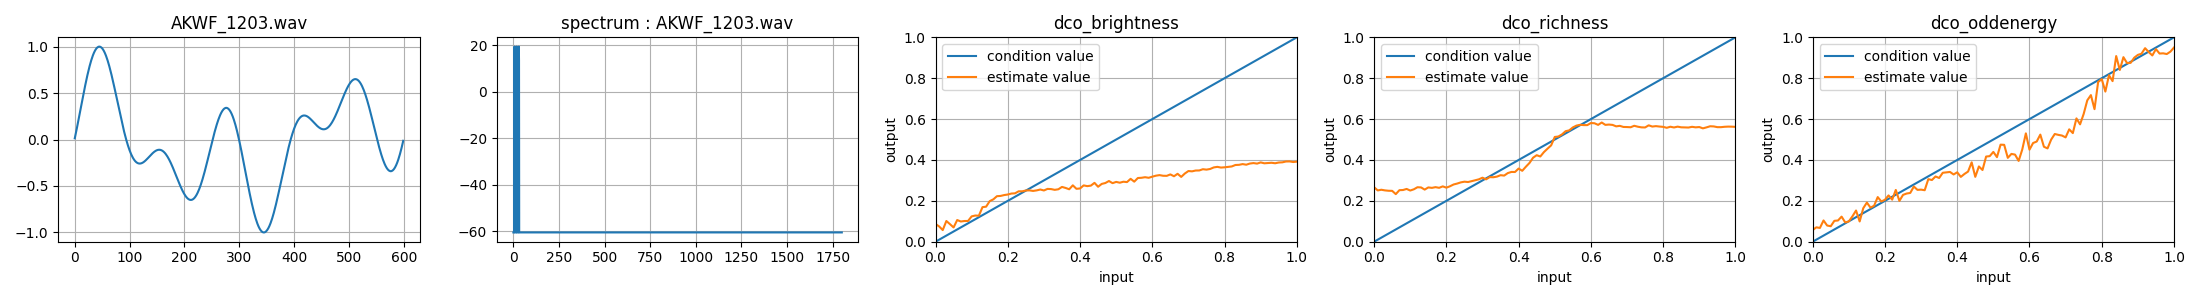 AKWF_1203.wav
1.0
0.5
0.0
−0.5
−1.0
0 100 200 300 400 500 600
spectrum : AKWF_1203.wav
20
0
−20
−40
−60
0 250 500 750 1000 1250 1500 1750
dco_brightness
condition value
estimate value
output
1.0
0.8
0.6
0.4
0.2
0.0
0.0 0.2 0.4 0.6 0.8 1.0
input
dco_richness
condition value
estimate value
output
1.0
0.8
0.6
0.4
0.2
0.0
0.0 0.2 0.4 0.6 0.8 1.0
input
dco_oddenergy
condition value
estimate value
output
1.0
0.8
0.6
0.4
0.2
0.0
0.0 0.2 0.4 0.6 0.8 1.0
input